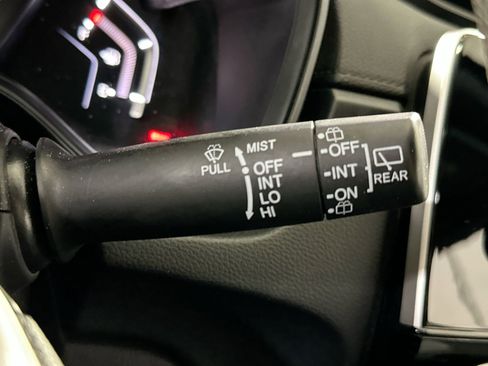 MIST
PULL
OFF
INT
LO
HI
OFF
INT
ON
REAR